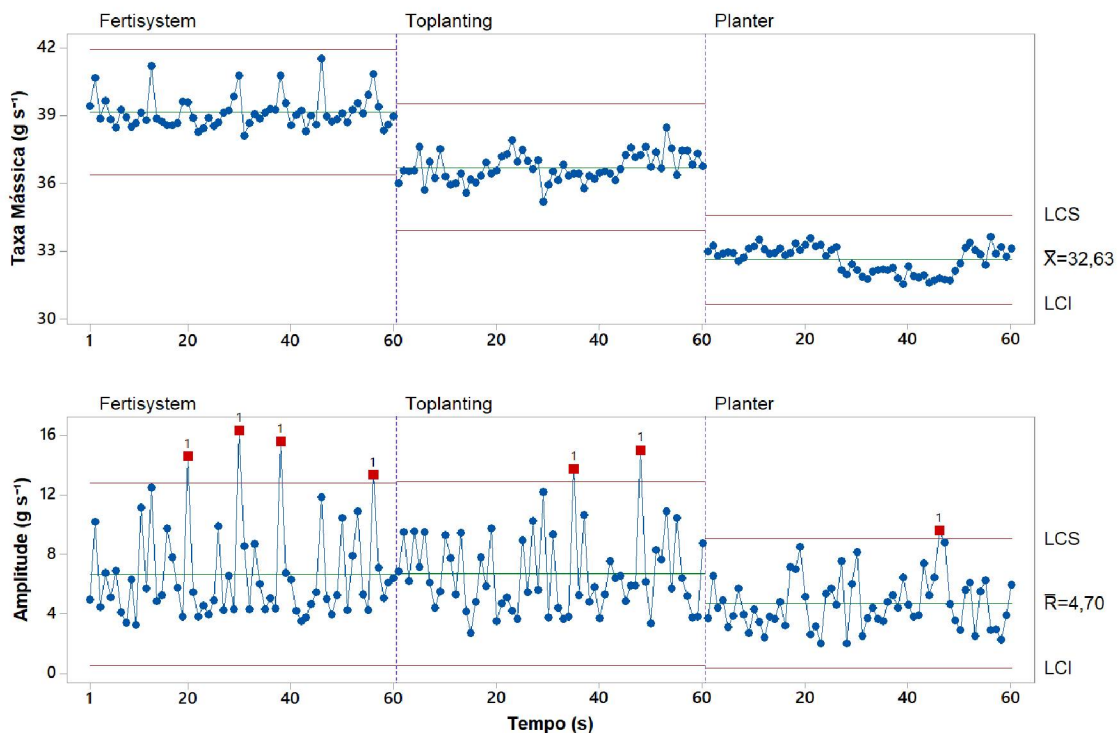 Fertisystem Toplanting Planter
42
39
36
33
30
Taxa Mássica (g s⁻¹)
LCS
X̿=32,63
LCI
1 20 40 60 20 40 60 20 40 60
Fertisystem Toplanting Planter
16
12
8
4
0
Amplitude (g s⁻¹)
1 1 1 1 1 1 1
LCS
R̄=4,70
LCI
1 20 40 60 20 40 60 20 40 60
Tempo (s)